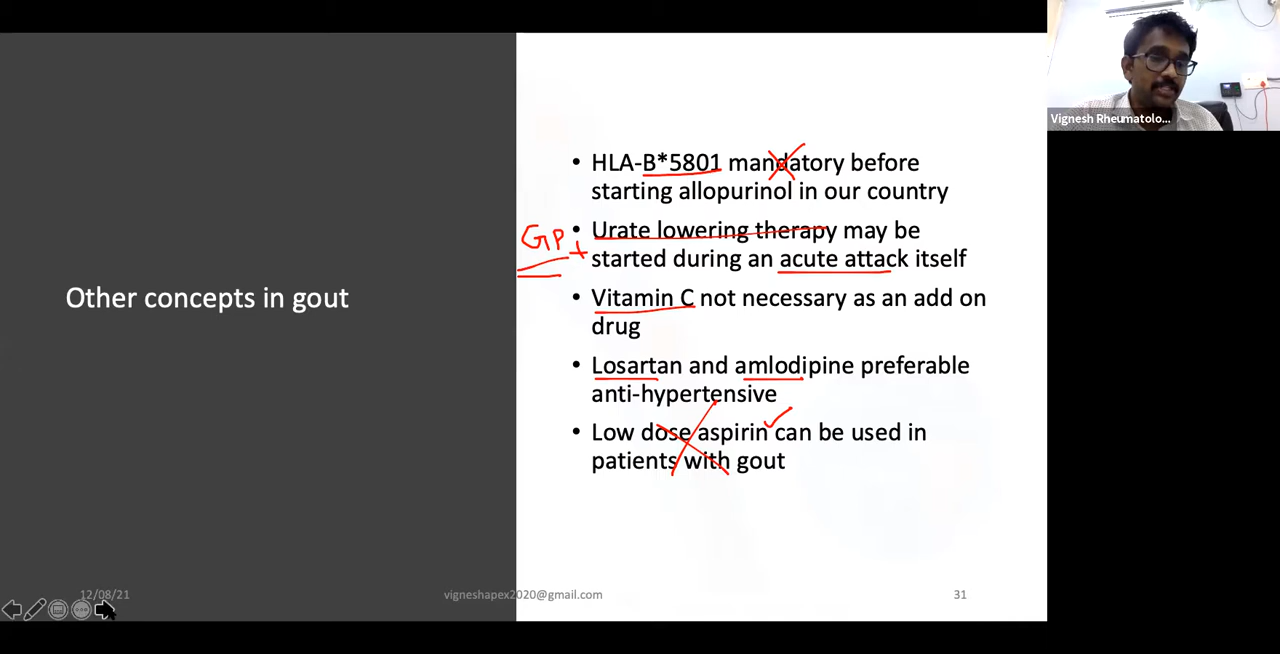 Vignesh Rheumatolo...
• HLA-B*5801 mandatory before
starting allopurinol in our country
GP +
• Urate lowering therapy may be
started during an acute attack itself
Other concepts in gout
• Vitamin C not necessary as an add on
drug
• Losartan and amlodipine preferable
anti-hypertensive
• Low dose aspirin can be used in
patients with gout
12/08/21
vigneshapex2020@gmail.com
31